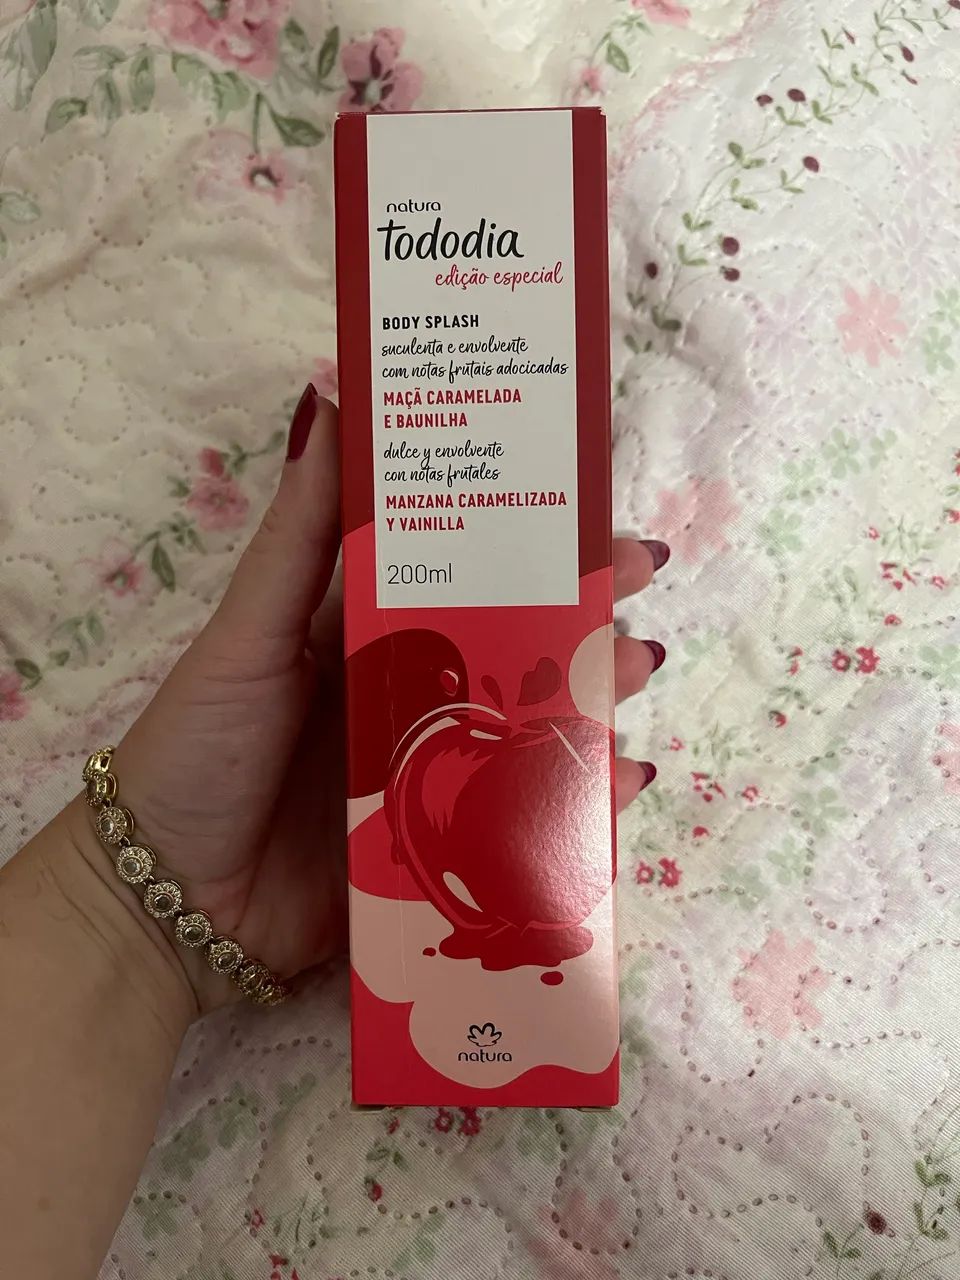 natura
tododia
edição especial
BODY SPLASH
suculenta e envolvente
com notas frutais adocicadas
MAÇÃ CARAMELADA
E BAUNILHA
dulce y envolvente
con notas frutales
MANZANA CARAMELIZADA
Y VAINILLA
200ml
natura